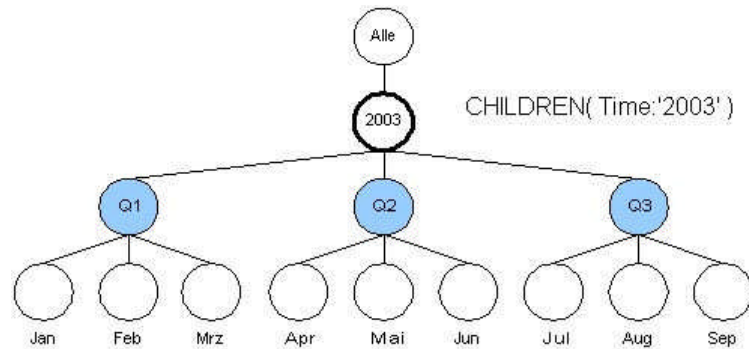 Alle
2003
CHILDREN( Time:'2003' )
Q1
Q2
Q3
Jan
Feb
Mrz
Apr
Mai
Jun
Jul
Aug
Sep